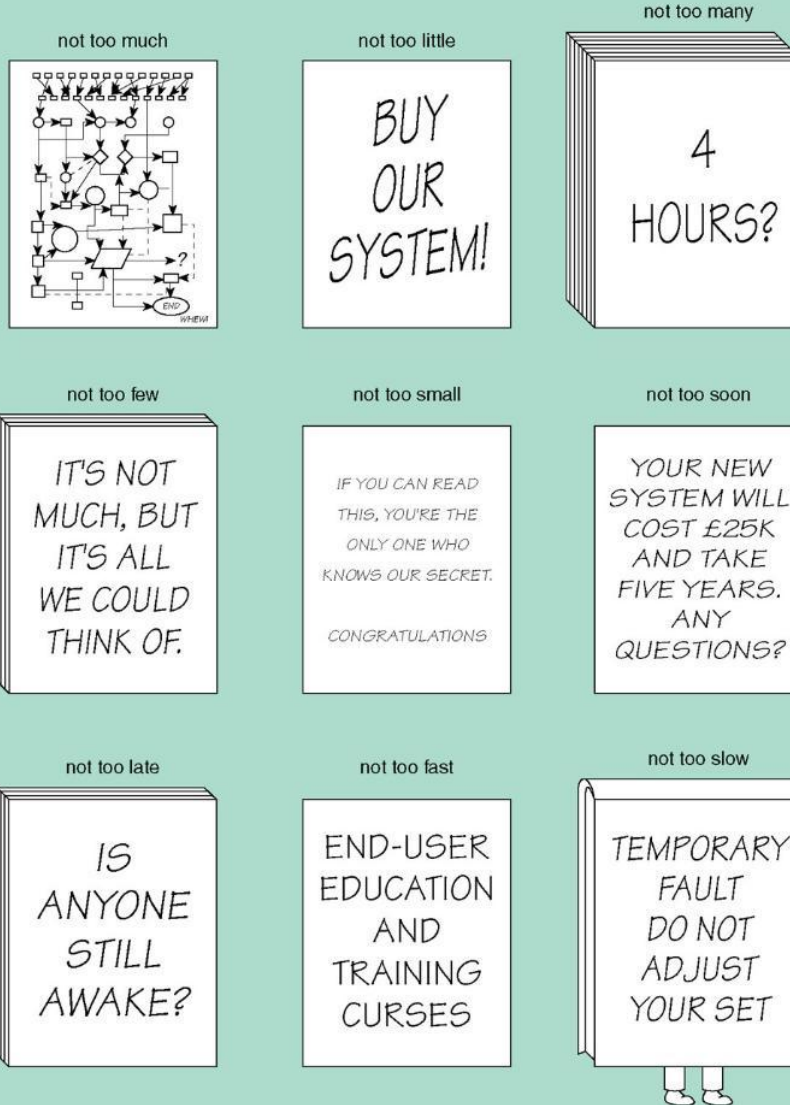 not too much
?
END
WHEW!
not too little
BUY
OUR
SYSTEM!
not too many
4
HOURS?
not too few
IT'S NOT
MUCH, BUT
IT'S ALL
WE COULD
THINK OF.
not too small
IF YOU CAN READ
THIS, YOU'RE THE
ONLY ONE WHO
KNOWS OUR SECRET.
CONGRATULATIONS
not too soon
YOUR NEW
SYSTEM WILL
COST £25K
AND TAKE
FIVE YEARS.
ANY
QUESTIONS?
not too late
IS
ANYONE
STILL
AWAKE?
not too fast
END-USER
EDUCATION
AND
TRAINING
CURSES
not too slow
TEMPORARY
FAULT
DO NOT
ADJUST
YOUR SET